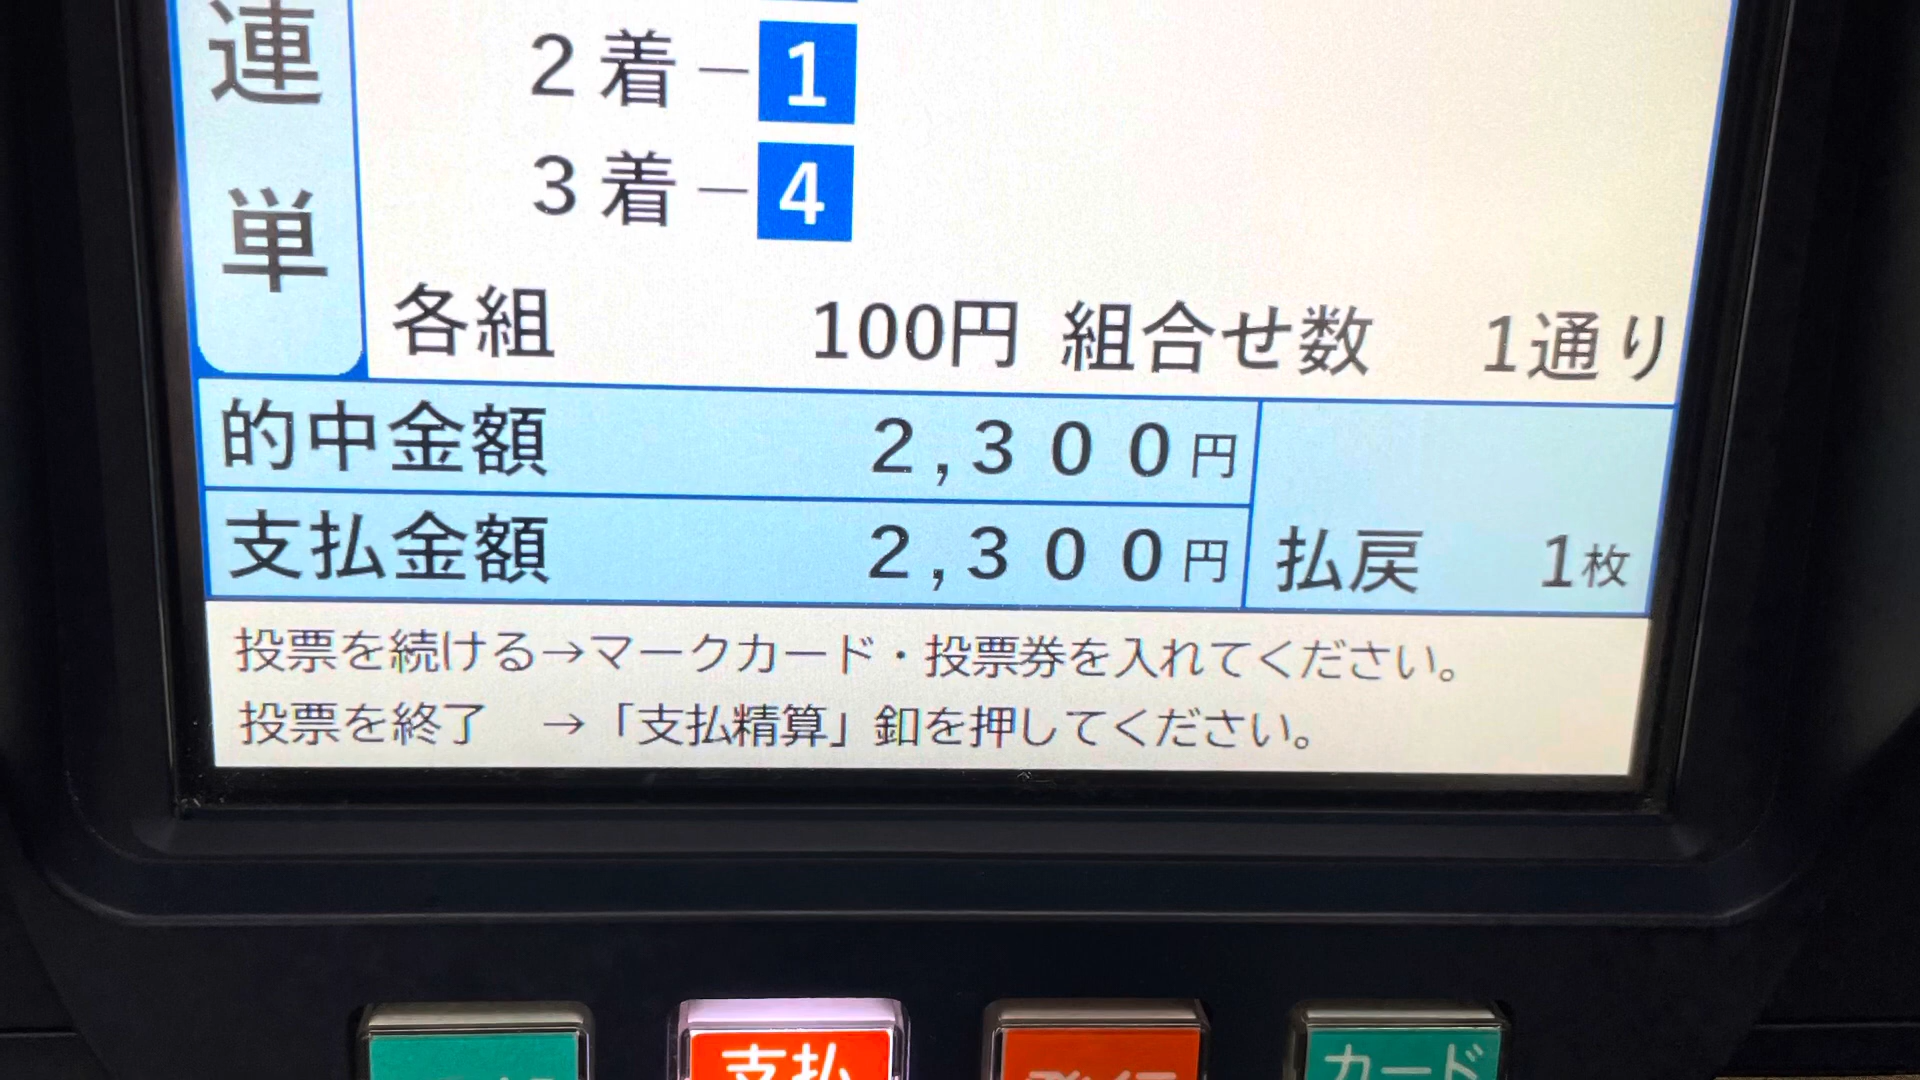 連単
2着－1
3着－4
各組 100円 組合せ数 1通り
的中金額 2,300円
支払金額 2,300円 払戻 1枚
投票を続ける→マークカード・投票券を入れてください。
投票を終了 →「支払精算」釦を押してください。
支払
カード